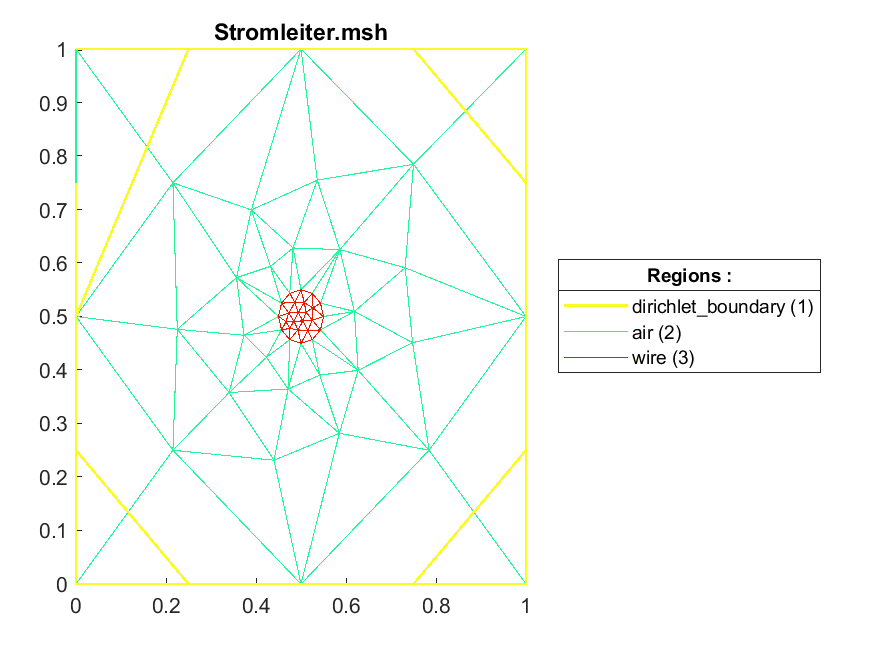 Stromleiter.msh
1
0.9
0.8
0.7
0.6
0.5
0.4
0.3
0.2
0.1
0
0 0.2 0.4 0.6 0.8 1
Regions :
dirichlet_boundary (1)
air (2)
wire (3)